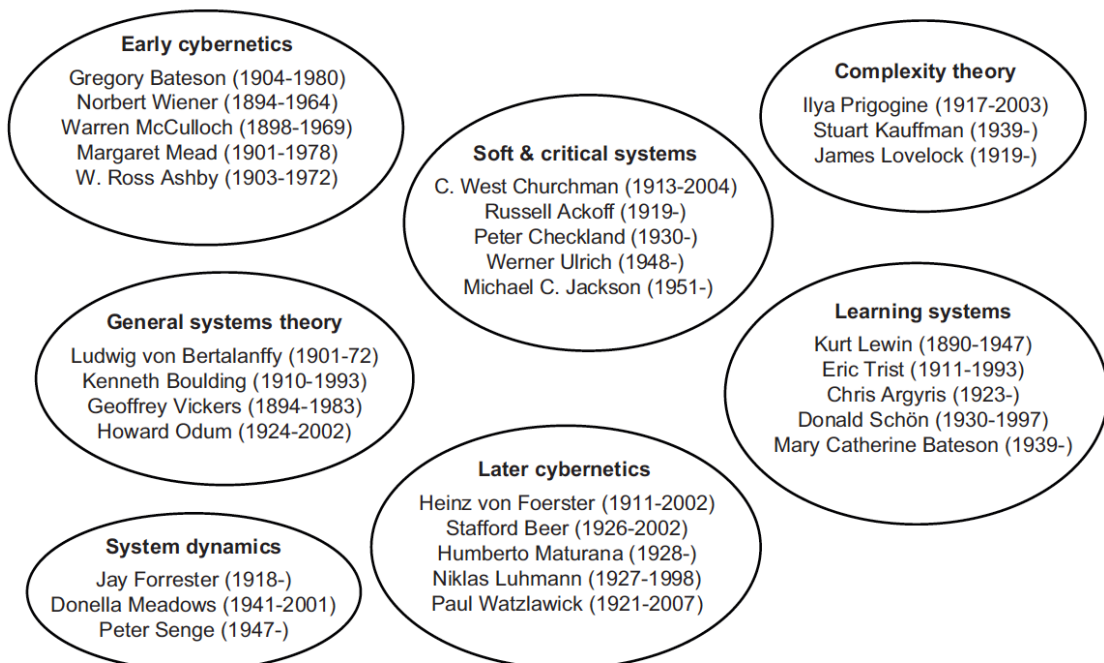 Early cybernetics
Gregory Bateson (1904-1980)
Norbert Wiener (1894-1964)
Warren McCulloch (1898-1969)
Margaret Mead (1901-1978)
W. Ross Ashby (1903-1972)
Complexity theory
Ilya Prigogine (1917-2003)
Stuart Kauffman (1939-)
James Lovelock (1919-)
Soft & critical systems
C. West Churchman (1913-2004)
Russell Ackoff (1919-)
Peter Checkland (1930-)
Werner Ulrich (1948-)
Michael C. Jackson (1951-)
General systems theory
Ludwig von Bertalanffy (1901-72)
Kenneth Boulding (1910-1993)
Geoffrey Vickers (1894-1983)
Howard Odum (1924-2002)
Learning systems
Kurt Lewin (1890-1947)
Eric Trist (1911-1993)
Chris Argyris (1923-)
Donald Schön (1930-1997)
Mary Catherine Bateson (1939-)
Later cybernetics
Heinz von Foerster (1911-2002)
Stafford Beer (1926-2002)
Humberto Maturana (1928-)
Niklas Luhmann (1927-1998)
Paul Watzlawick (1921-2007)
System dynamics
Jay Forrester (1918-)
Donella Meadows (1941-2001)
Peter Senge (1947-)